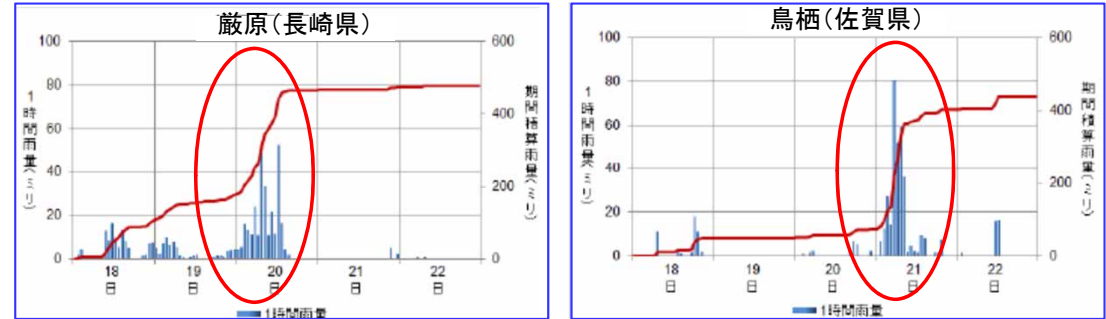 厳原（長崎県）
100
80
60
40
20
0
1時間雨量（ミリ）
600
400
200
0
期間積算雨量（ミリ）
18日
19日
20日
21日
22日
1時間雨量
鳥栖（佐賀県）
100
80
60
40
20
0
1時間雨量（ミリ）
600
400
200
0
期間積算雨量（ミリ）
18日
19日
20日
21日
22日
1時間雨量